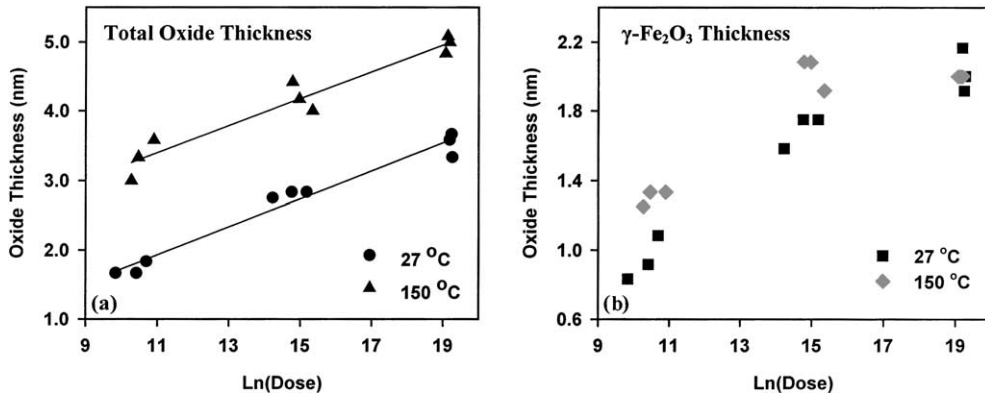 Total Oxide Thickness
Oxide Thickness (nm)
5.0
4.0
3.0
2.0
1.0
27 °C
150 °C
(a)
9 11 13 15 17 19
Ln(Dose)
γ-Fe₂O₃ Thickness
Oxide Thickness (nm)
2.2
1.8
1.4
1.0
0.6
27 °C
150 °C
(b)
9 11 13 15 17 19
Ln(Dose)